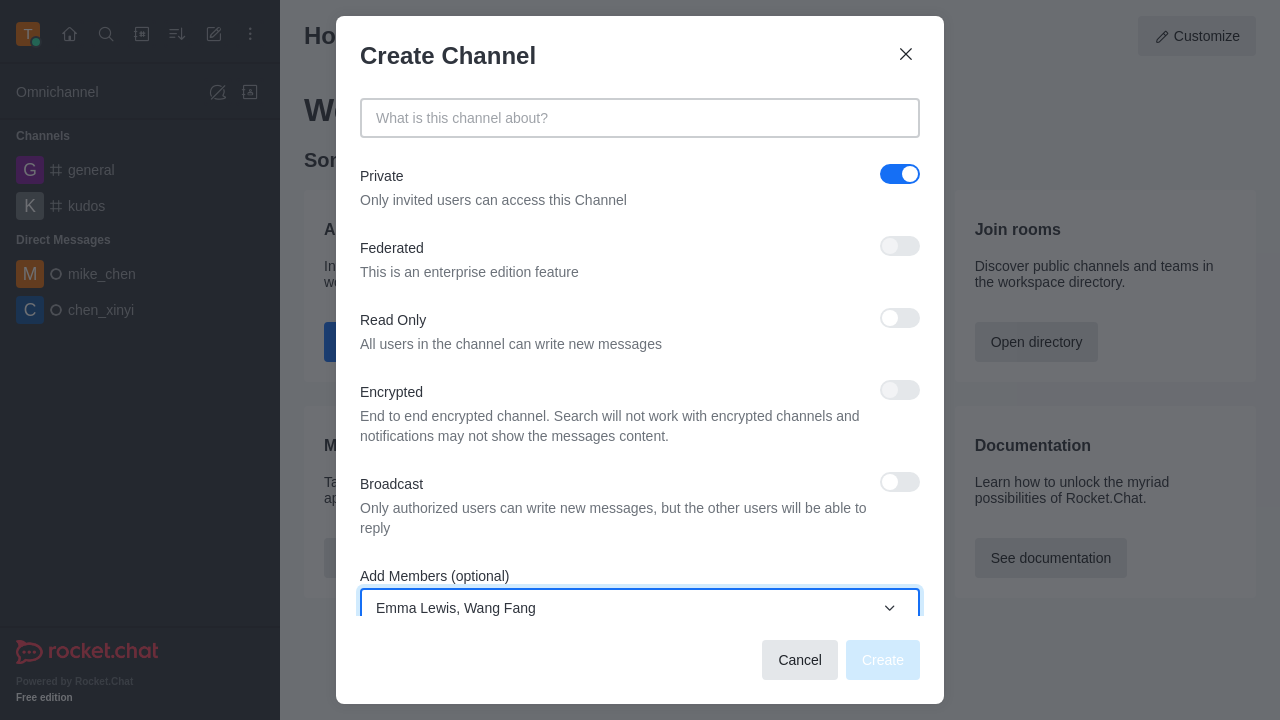 T
Ho
Customize
Create Channel
Omnichannel
We
What is this channel about?
Channels
Sor
G general
Private
Only invited users can access this Channel
K kudos
Direct Messages
Federated
This is an enterprise edition feature
M mike_chen
C chen_xinyi
Join rooms
Discover public channels and teams in
the workspace directory.
Open directory
Read Only
All users in the channel can write new messages
Encrypted
End to end encrypted channel. Search will not work with encrypted channels and
notifications may not show the messages content.
Broadcast
Only authorized users can write new messages, but the other users will be able to
reply
Documentation
Learn how to unlock the myriad
possibilities of Rocket.Chat.
See documentation
Add Members (optional)
Emma Lewis, Wang Fang
Cancel
Create
rocket.chat
Powered by Rocket.Chat
Free edition